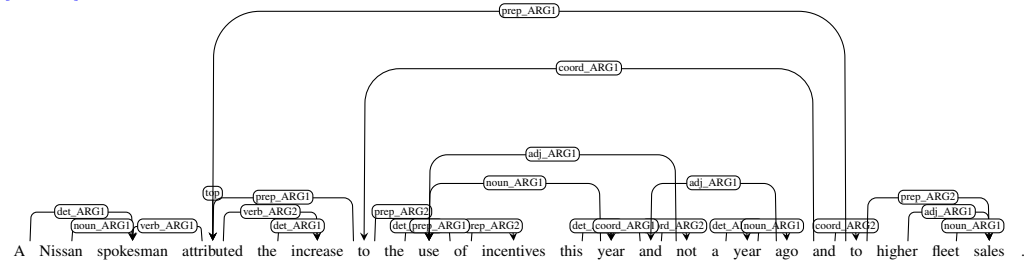 prep_ARG1
coord_ARG1
adj_ARG1
noun_ARG1 adj_ARG1
top prep_ARG1 prep_ARG2
det_ARG1 verb_ARG2 prep_ARG2 adj_ARG1
noun_ARG1 verb_ARG1 det_ARG1 prep_ARG1 coord_ARG1 noun_ARG1 coord_ARG2 noun_ARG1
A Nissan spokesman attributed the increase to the use of incentives this year and not a year ago and to higher fleet sales .